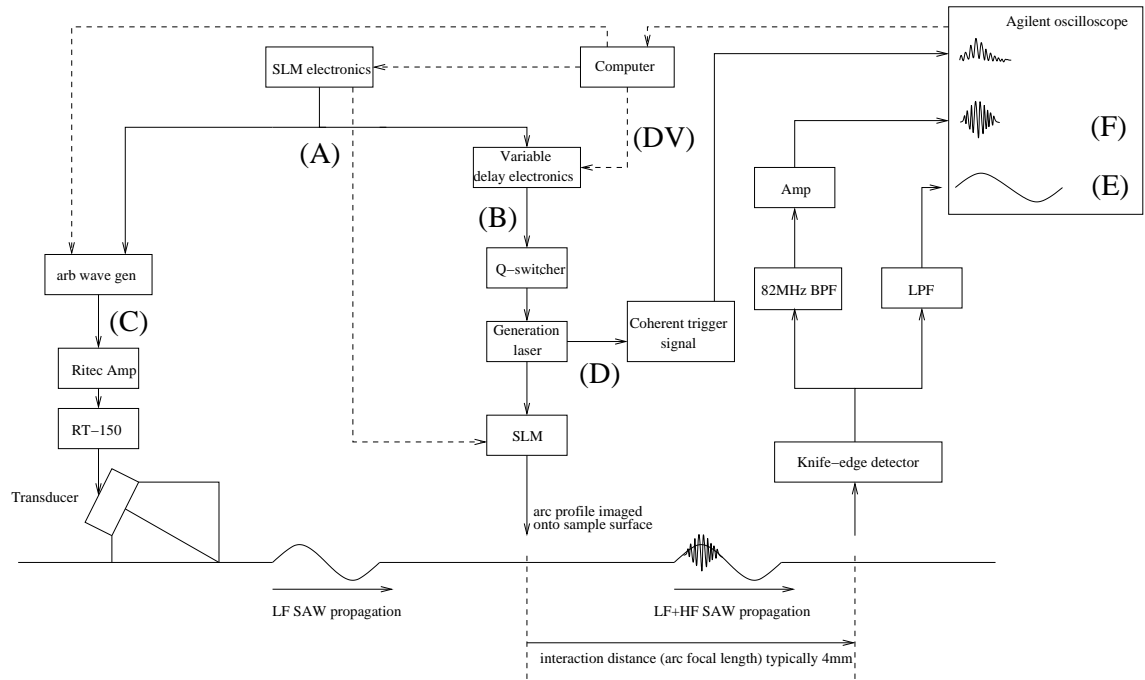 Agilent oscilloscope
SLM electronics
Computer
(A)
(DV)
(F)
Variable
delay electronics
Amp
(E)
(B)
arb wave gen
Q−switcher
82MHz BPF
LPF
(C)
Generation
laser
Coherent trigger
signal
(D)
Ritec Amp
RT−150
SLM
Knife−edge detector
Transducer
arc profile imaged
onto sample surface
LF SAW propagation
LF+HF SAW propagation
interaction distance (arc focal length) typically 4mm